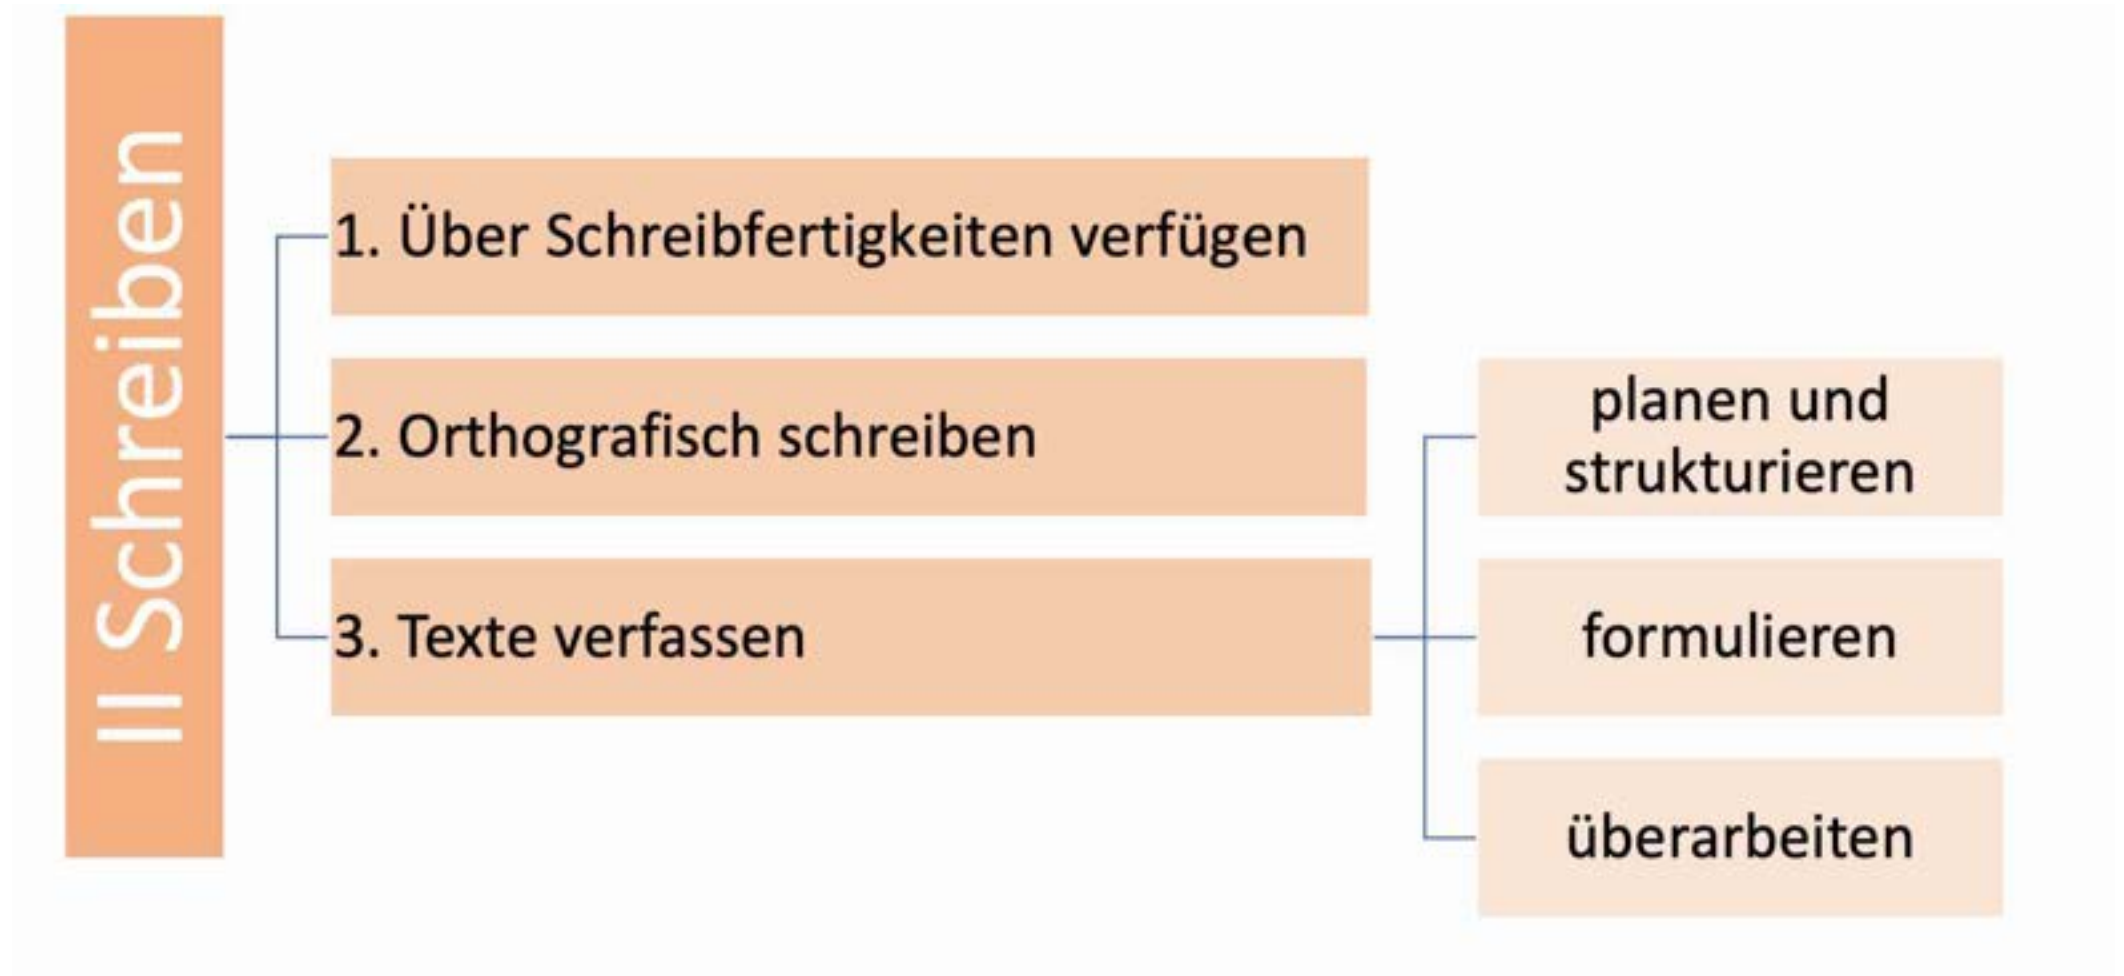 II Schreiben
1. Über Schreibfertigkeiten verfügen
2. Orthografisch schreiben
3. Texte verfassen
planen und
strukturieren
formulieren
überarbeiten